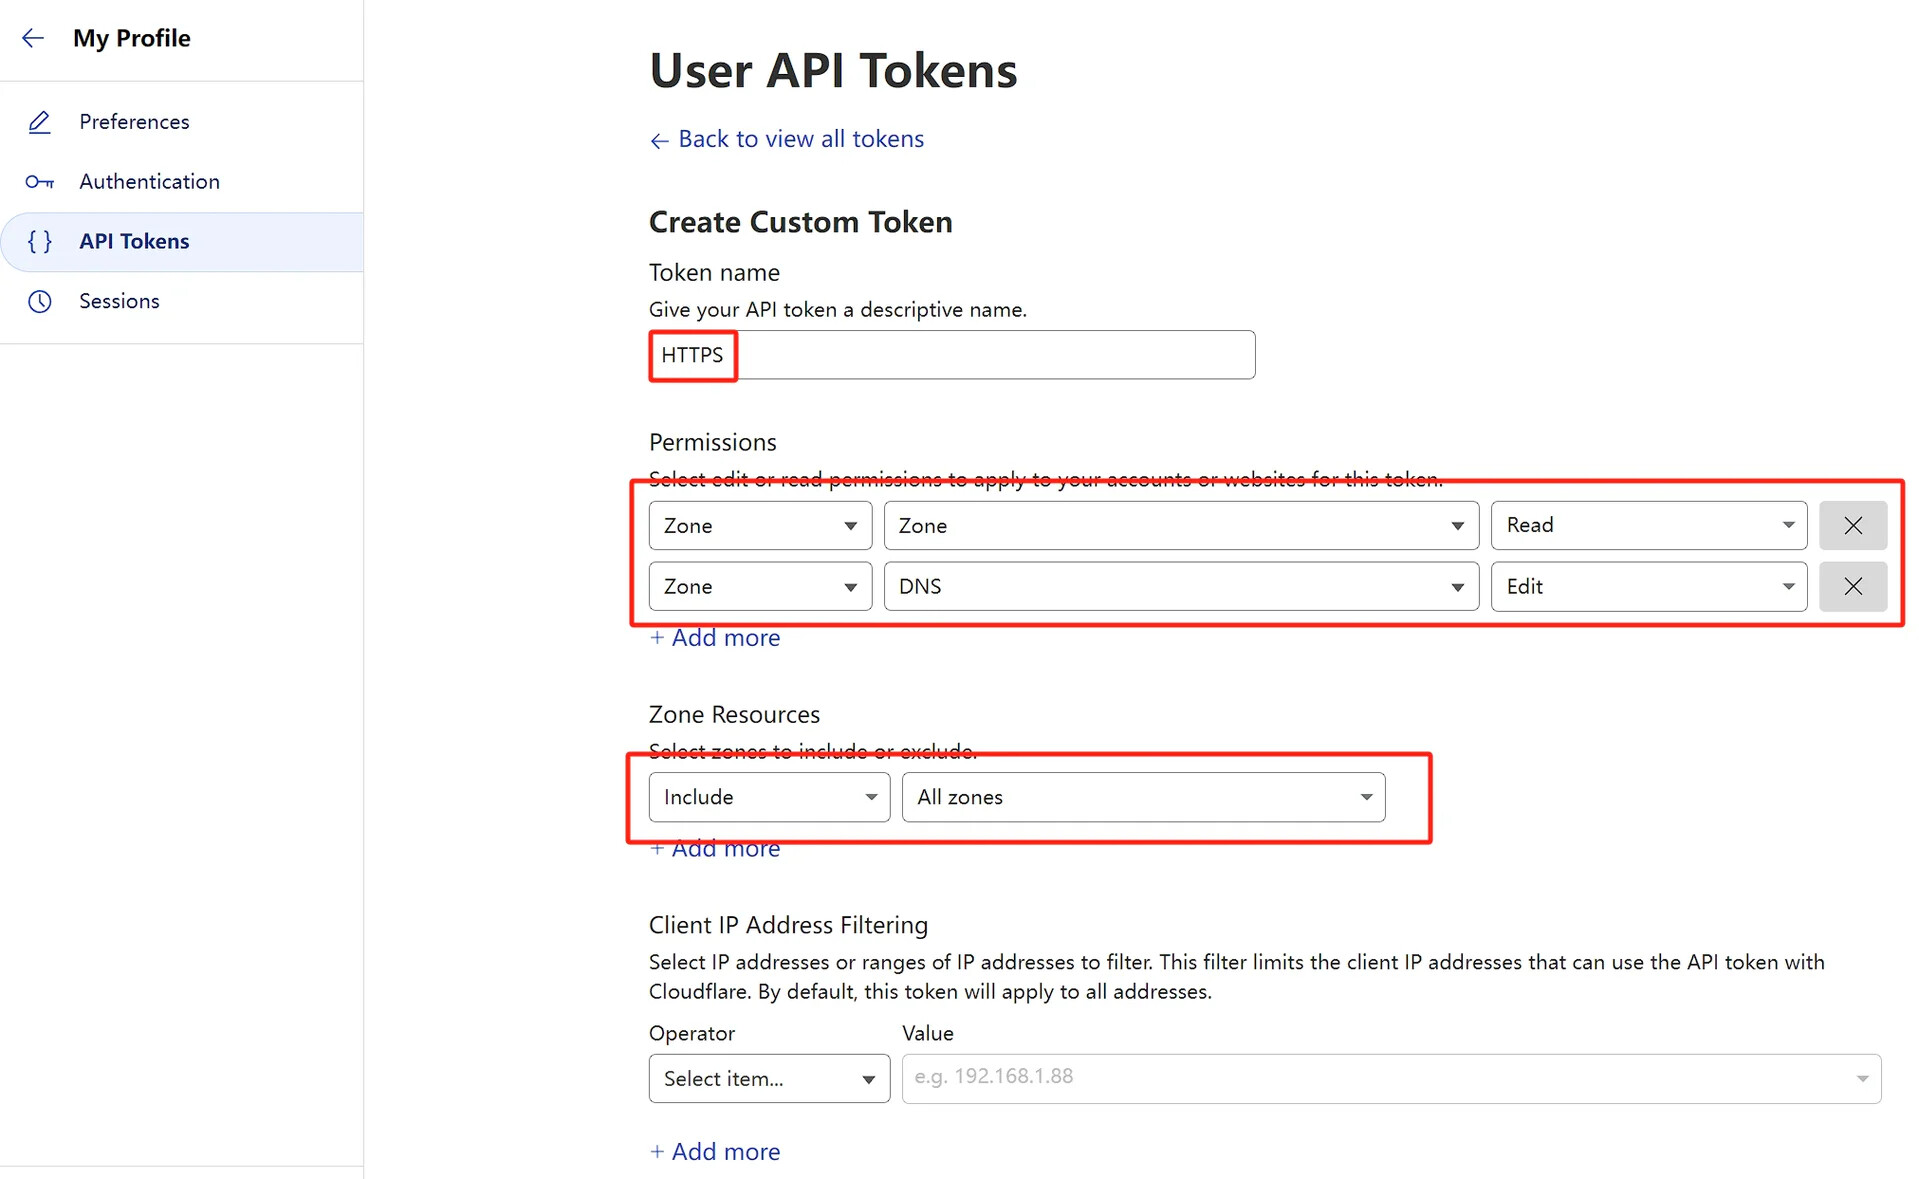 My Profile
Preferences
Authentication
API Tokens
Sessions
User API Tokens
← Back to view all tokens
Create Custom Token
Token name
Give your API token a descriptive name.
HTTPS
Permissions
Select edit or read permissions to apply to your accounts or websites for this token.
Zone Zone Read
Zone DNS Edit
+ Add more
Zone Resources
Select zones to include or exclude.
Include All zones
+ Add more
Client IP Address Filtering
Select IP addresses or ranges of IP addresses to filter. This filter limits the client IP addresses that can use the API token with
Cloudflare. By default, this token will apply to all addresses.
Operator Value
Select item... e.g. 192.168.1.88
+ Add more